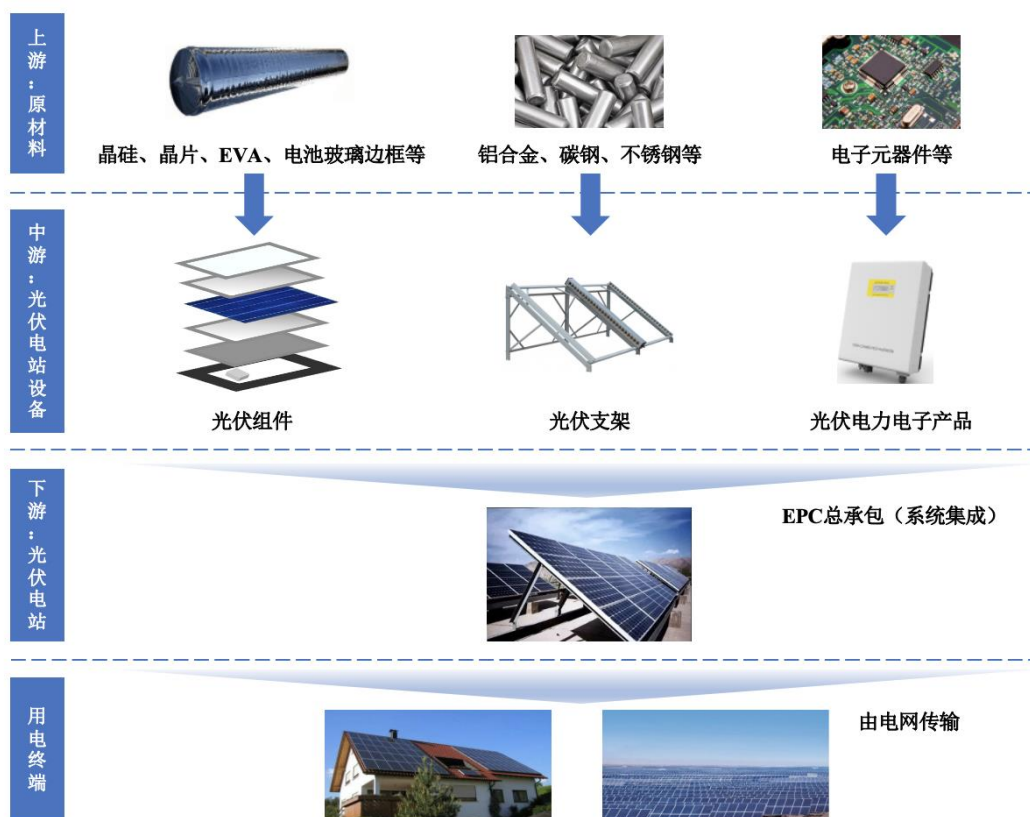 上游：原材料
晶硅、晶片、EVA、电池玻璃边框等
铝合金、碳钢、不锈钢等
电子元器件等
中游：光伏电站设备
光伏组件
光伏支架
光伏电力电子产品
下游：光伏电站
EPC总承包（系统集成）
用电终端
由电网传输